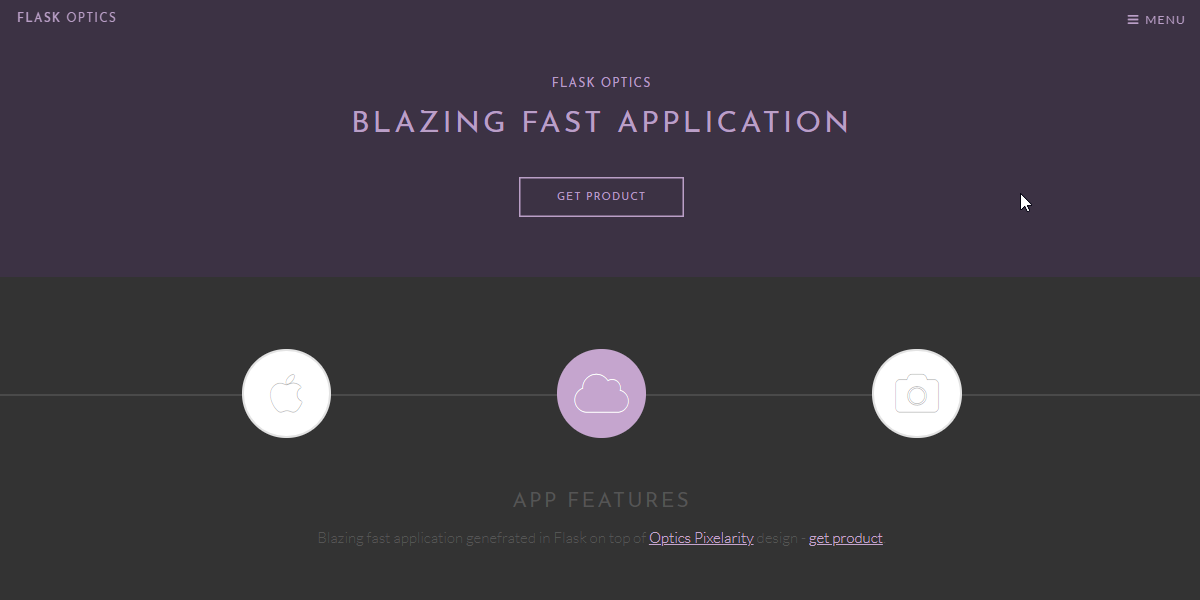 FLASK OPTICS
MENU
FLASK OPTICS
BLAZING FAST APPLICATION
GET PRODUCT
APP FEATURES
Blazing fast application genefrated in Flask on top of Optics Pixelarity design - get product